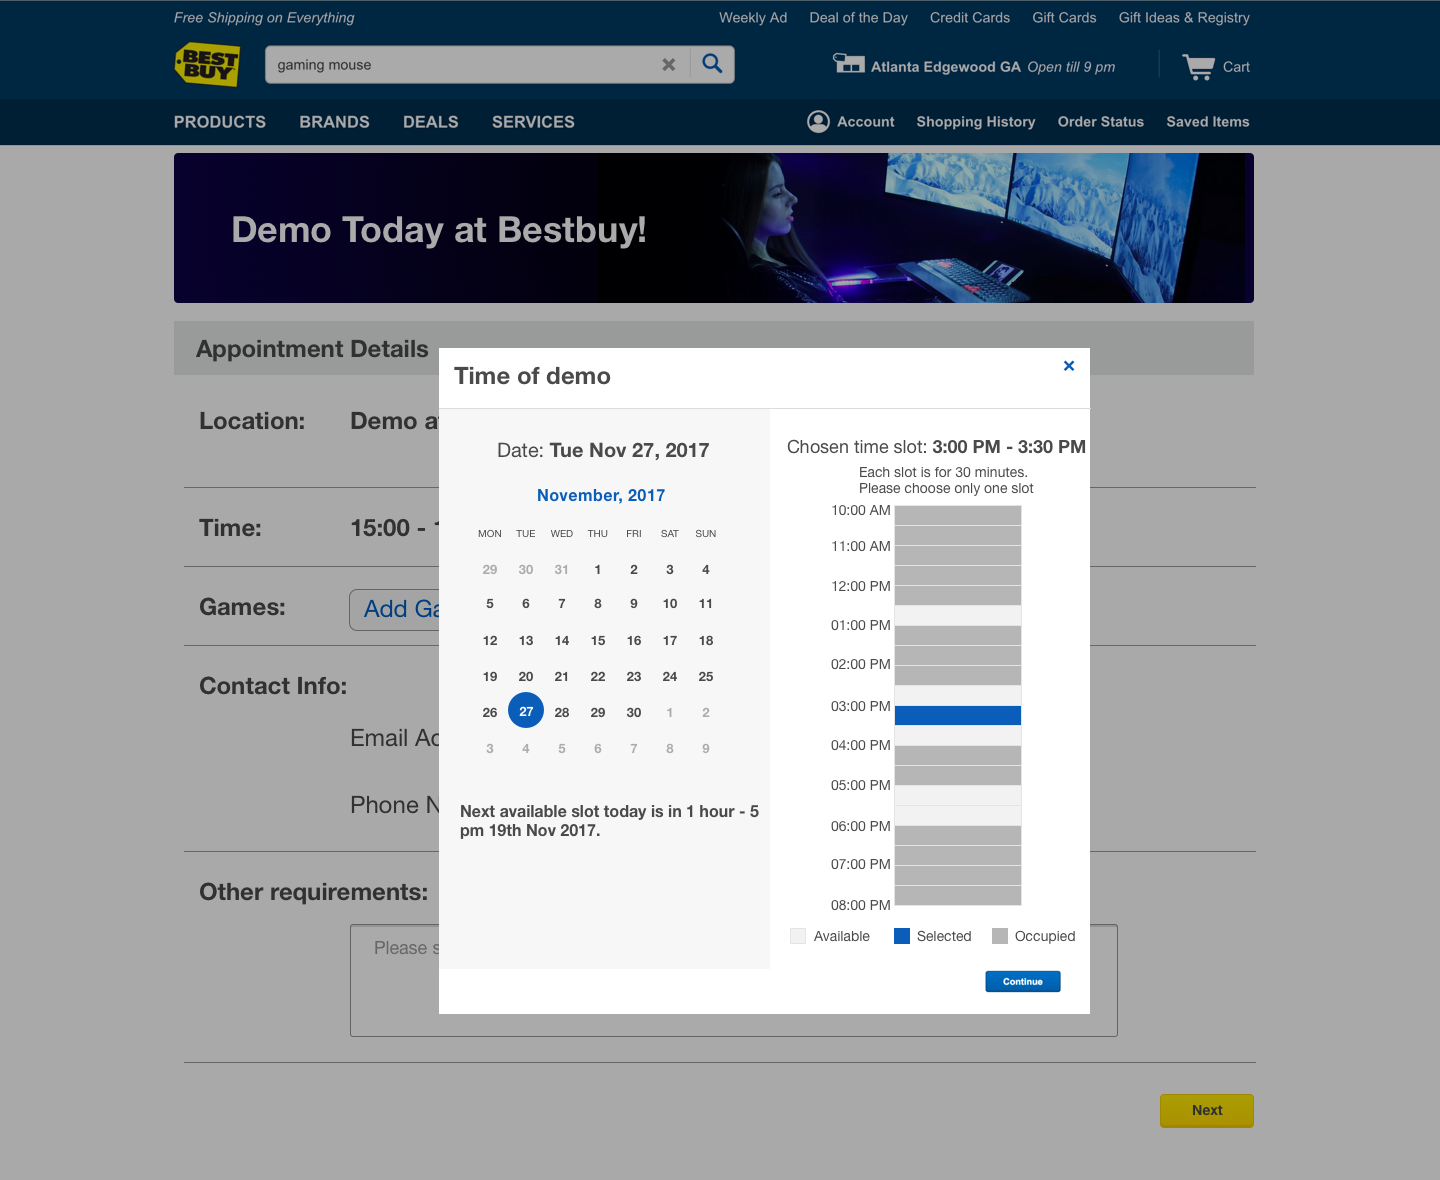 Free Shipping on Everything
Weekly Ad Deal of the Day Credit Cards Gift Cards Gift Ideas & Registry
BEST BUY
gaming mouse
Atlanta Edgewood GA Open till 9 pm
Cart
PRODUCTS BRANDS DEALS SERVICES
Account Shopping History Order Status Saved Items
Demo Today at Bestbuy!
Appointment Details
Location: Demo a
Time: 15:00 -
Games: Add Ga
Contact Info:
Email Ad
Phone N
Other requirements:
Please s
Time of demo
Date: Tue Nov 27, 2017
November, 2017
MON TUE WED THU FRI SAT SUN
29 30 31 1 2 3 4
5 6 7 8 9 10 11
12 13 14 15 16 17 18
19 20 21 22 23 24 25
26 27 28 29 30 1 2
3 4 5 6 7 8 9
Next available slot today is in 1 hour - 5
pm 19th Nov 2017.
Chosen time slot: 3:00 PM - 3:30 PM
Each slot is for 30 minutes.
Please choose only one slot
10:00 AM
11:00 AM
12:00 PM
01:00 PM
02:00 PM
03:00 PM
04:00 PM
05:00 PM
06:00 PM
07:00 PM
08:00 PM
Available Selected Occupied
Continue
Next